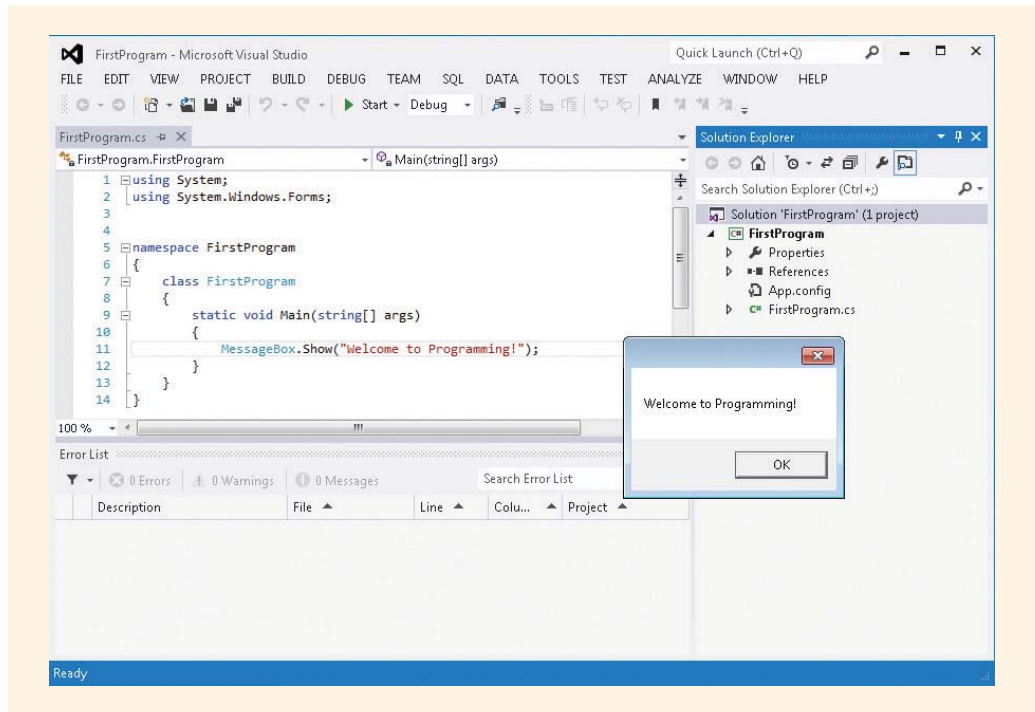 FirstProgram - Microsoft Visual Studio
Quick Launch (Ctrl+Q)
FILE EDIT VIEW PROJECT BUILD DEBUG TEAM SQL DATA TOOLS TEST ANALYZE WINDOW HELP
Start Debug
FirstProgram.cs
FirstProgram.FirstProgram
Main(string[] args)
1 using System;
2 using System.Windows.Forms;
3
4
5 namespace FirstProgram
6 {
7 class FirstProgram
8 {
9 static void Main(string[] args)
10 {
11 MessageBox.Show("Welcome to Programming!");
12 }
13 }
14 }
100 %
Error List
0 Errors 0 Warnings 0 Messages
Search Error List
Description File Line Colu... Project
Solution Explorer
Search Solution Explorer (Ctrl+;)
Solution 'FirstProgram' (1 project)
C# FirstProgram
Properties
References
App.config
C# FirstProgram.cs
Welcome to Programming!
OK
Ready